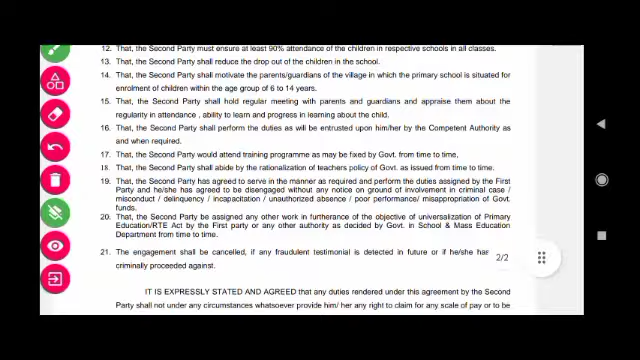 12. That, the Second Party must ensure at least 90% attendance of the children in respective schools in all classes.
13. That, the Second Party shall reduce the drop out of the children in the school.
14. That, the Second Party shall motivate the parents/guardians of the village in which the primary school is situated for
enrolment of children within the age group of 6 to 14 years.
15. That, the Second Party shall hold regular meeting with parents and guardians and appraise them about the
regularity in attendance , ability to learn and progress in learning about the child.
16. That, the Second Party shall perform the duties as will be entrusted upon him/her by the Competent Authority as
and when required.
17. That, the Second Party would attend training programme as may be fixed by Govt. from time to time,
18. That, the Second Party shall abide by the rationalization of teachers policy of Govt. as issued from time to time.
19. That, the Second Party has agreed to serve in the manner as required and perform the duties assigned by the First
Party and he/she has agreed to be disengaged without any notice on ground of involvement in criminal case /
misconduct / delinquency / incapacitation / unauthorized absence / poor performance/ misappropriation of Govt.
funds.
20. That, the Second Party be assigned any other work in furtherance of the objective of universalization of Primary
Education/RTE Act by the First party or any other authority as decided by Govt. in School & Mass Education
Department from time to time.
21. The engagement shall be cancelled, if any fraudulent testimonial is detected in future or if he/she has
criminally proceeded against.
2/2
IT IS EXPRESSLY STATED AND AGREED that any duties rendered under this agreement by the Second
Party shall not under any circumstances whatsoever provide him/ her any right to claim for any scale of pay or to be